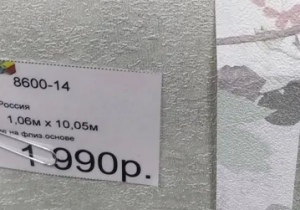 8600-14
Россия
1,06м х 10,05м
на флиз.основе
1 990р.